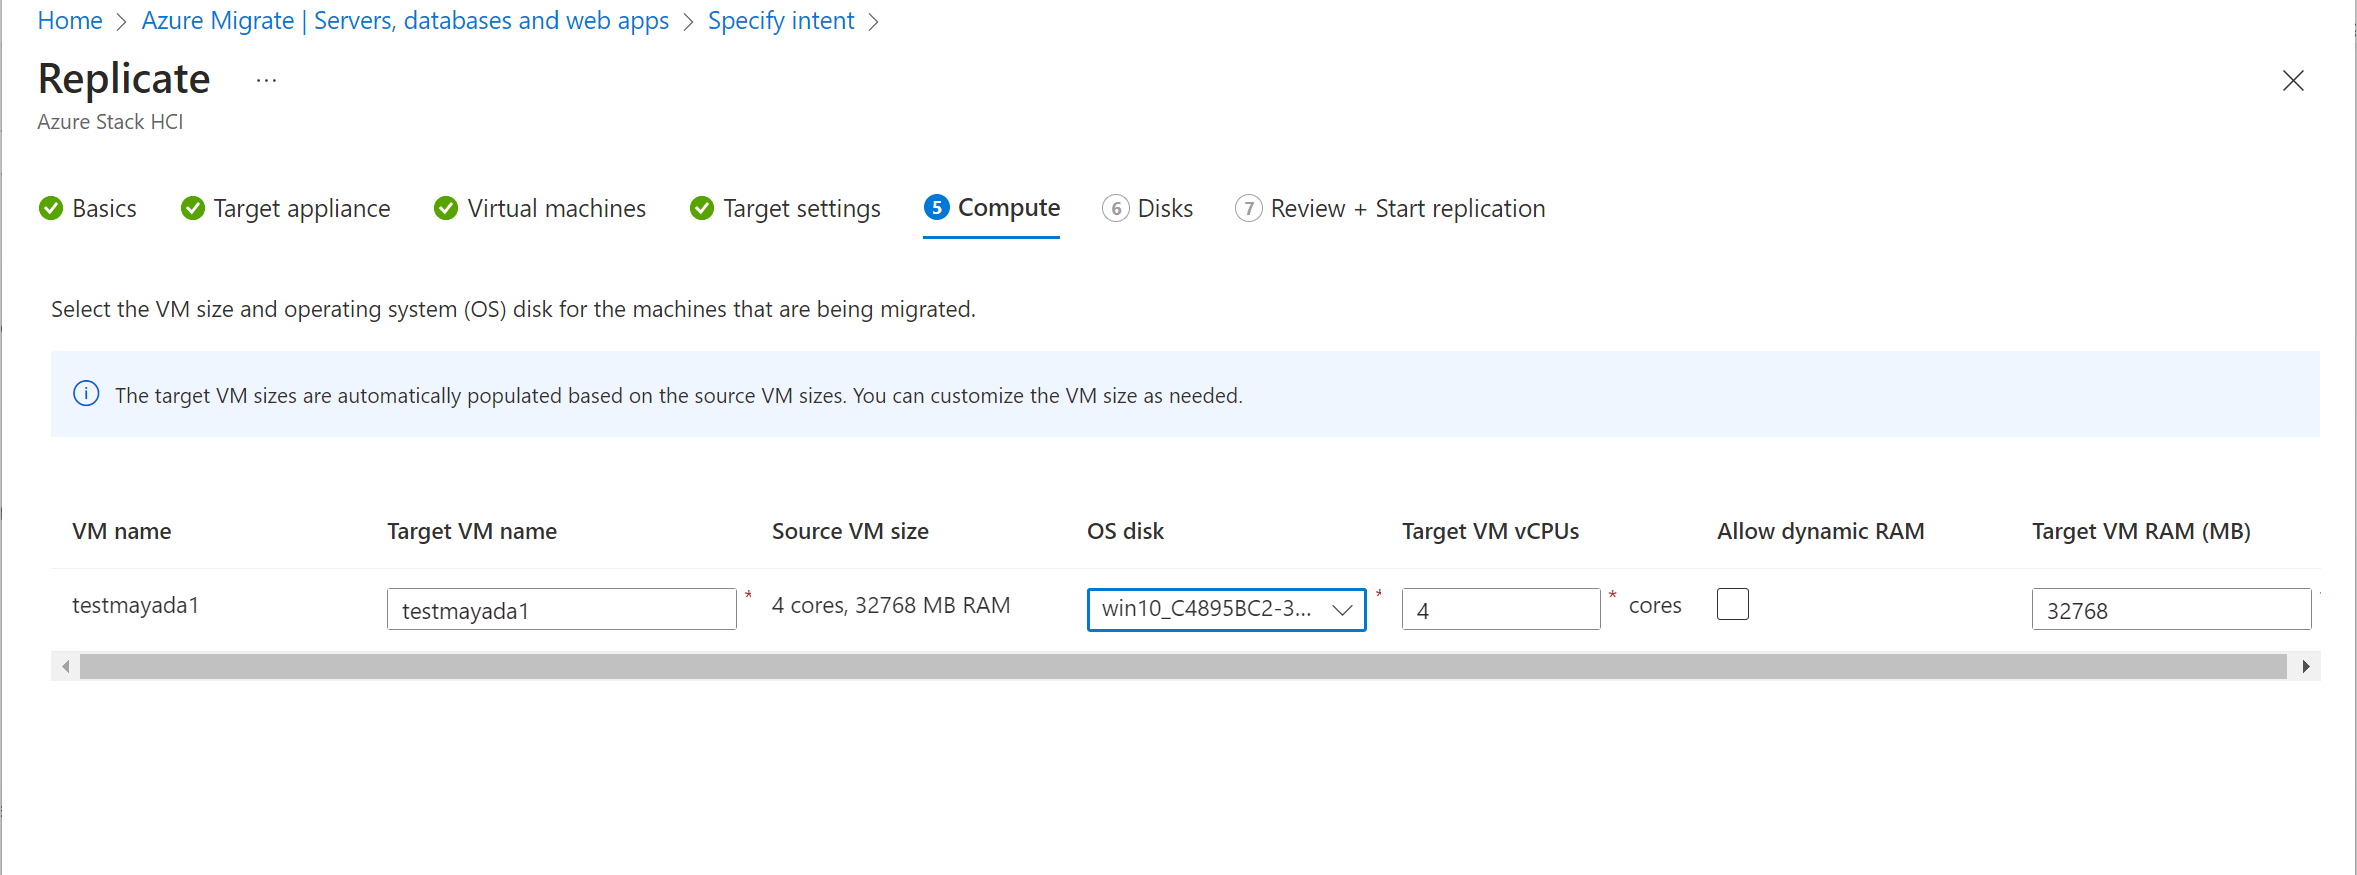 Home > Azure Migrate | Servers, databases and web apps > Specify intent >
Replicate ...
Azure Stack HCI
Basics Target appliance Virtual machines Target settings 5 Compute 6 Disks 7 Review + Start replication
Select the VM size and operating system (OS) disk for the machines that are being migrated.
The target VM sizes are automatically populated based on the source VM sizes. You can customize the VM size as needed.
VM name Target VM name Source VM size OS disk Target VM vCPUs Allow dynamic RAM Target VM RAM (MB)
testmayada1 testmayada1 * 4 cores, 32768 MB RAM win10_C4895BC2-3... * 4 * cores 32768